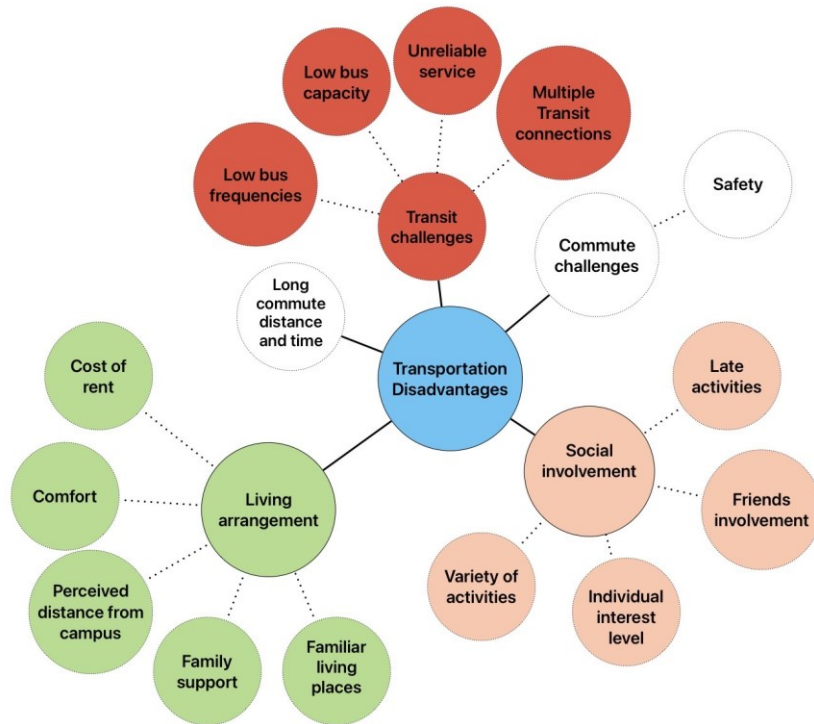 Unreliable
service
Low bus
capacity
Multiple
Transit
connections
Low bus
frequencies
Transit
challenges
Safety
Commute
challenges
Long
commute
distance
and time
Transportation
Disadvantages
Cost of
rent
Late
activities
Social
involvement
Comfort
Living
arrangement
Friends
involvement
Variety of
activities
Perceived
distance from
campus
Individual
interest
level
Family
support
Familiar
living
places